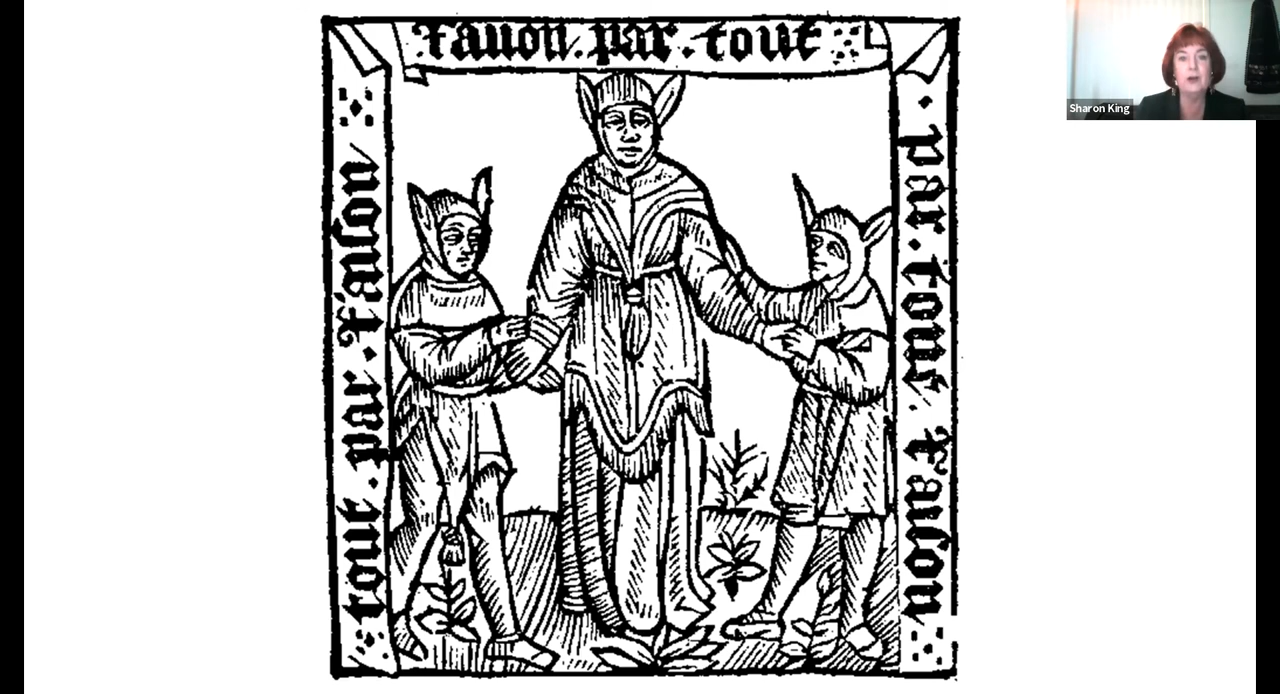 Raison . par . tout
tout . par . Raison
par . tout . Raison
Sharon King